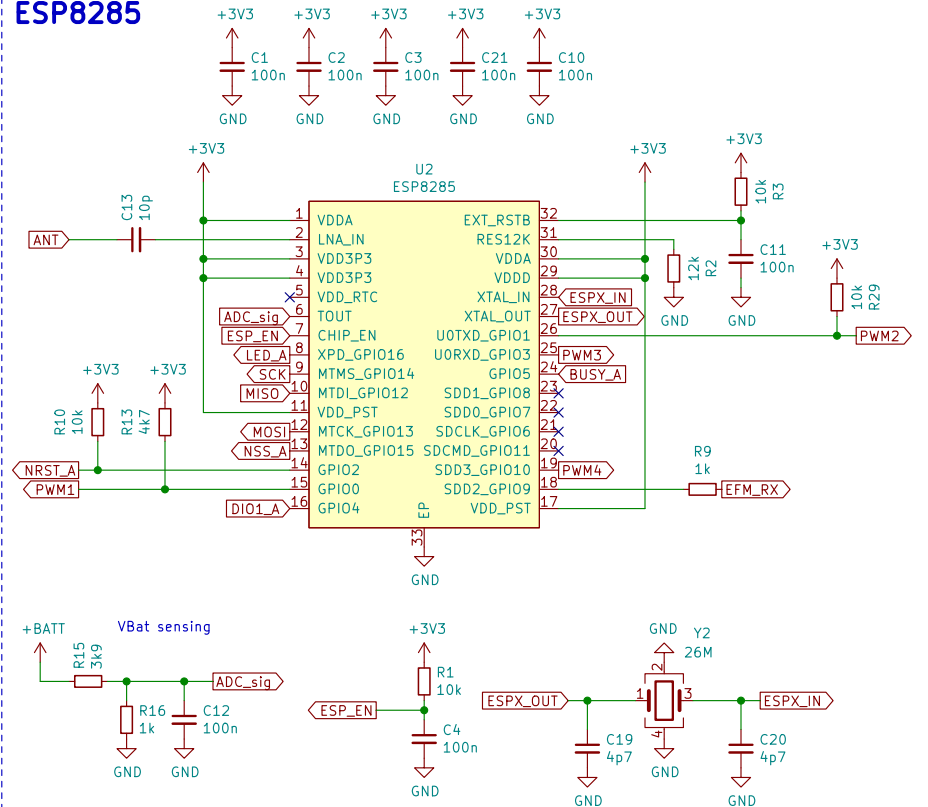 ESP8285
+3V3 +3V3 +3V3 +3V3 +3V3
C1 C2 C3 C21 C10
100n 100n 100n 100n 100n
GND GND GND GND GND
+3V3 +3V3 +3V3
U2
ESP8285
C13 10p
10k R3
ANT
1 VDDA
2 LNA_IN
3 VDD3P3
4 VDD3P3
5 VDD_RTC
ADC_sig 6 TOUT
ESP_EN 7 CHIP_EN
LED_A 8 XPD_GPIO16
SCK 9 MTMS_GPIO14
MISO 10 MTDI_GPIO12
11 VDD_PST
MOSI 12 MTCK_GPIO13
NSS_A 13 MTDO_GPIO15
NRST_A 14 GPIO2
PWM1 15 GPIO0
DIO1_A 16 GPIO4
EXT_RSTB 32
RES12K 31
VDDA 30
VDDD 29
XTAL_IN 28 ESPX_IN
XTAL_OUT 27 ESPX_OUT
U0TXD_GPIO1 26 PWM2
U0RXD_GPIO3 25 PWM3
GPIO5 24 BUSY_A
SDD1_GPIO8 23
SDD0_GPIO7 22
SDCLK_GPIO6 21
SDCMD_GPIO11 20
SDD3_GPIO10 19 PWM4
SDD2_GPIO9 18
VDD_PST 17
EP
33
GND
12k R2
GND
C11
100n
GND
+3V3
10k R29
+3V3 +3V3
R10 10k
R13 4k7
R9
1k
EFM_RX
+BATT
VBat sensing
R15 3k9
ADC_sig
R16
1k
C12
100n
GND GND
+3V3
R1
10k
ESP_EN
C4
100n
GND
GND
Y2
26M
2
ESPX_OUT 1 3 ESPX_IN
4
C19
4p7
GND
C20
4p7
GND GND